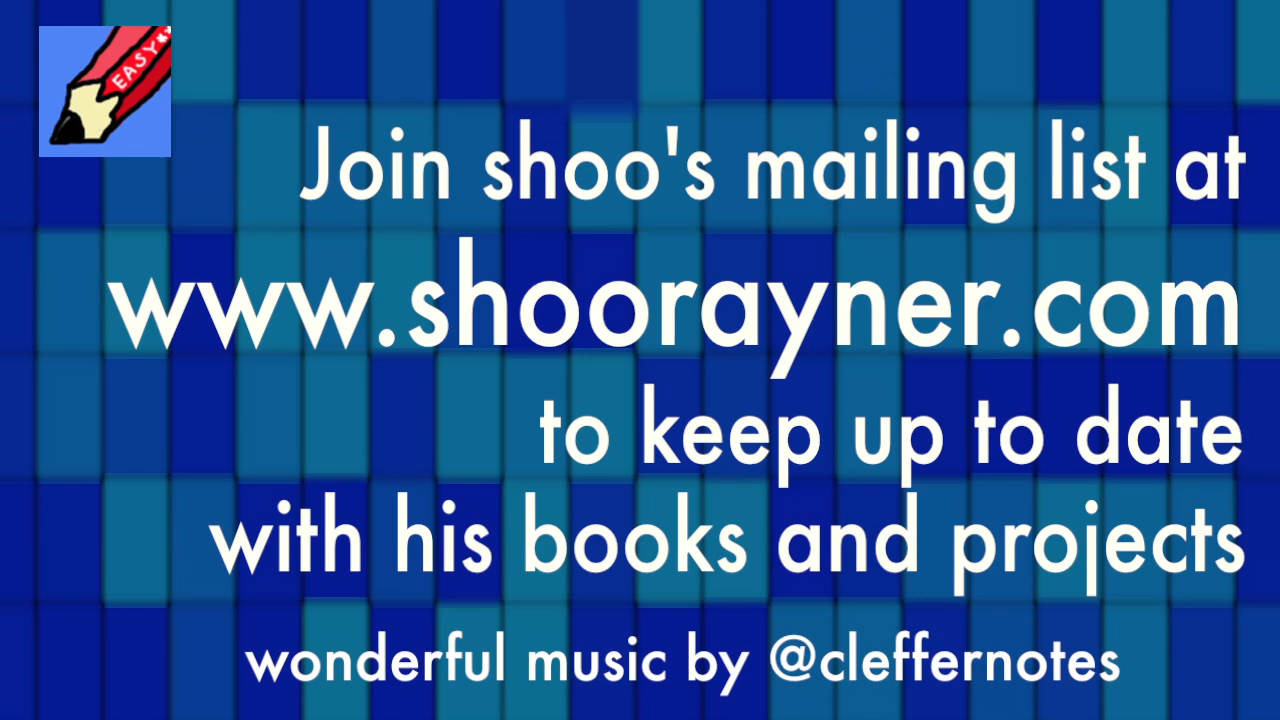 EASY
Join shoo's mailing list at
www.shoorayner.com
to keep up to date
with his books and projects
wonderful music by @cleffernotes